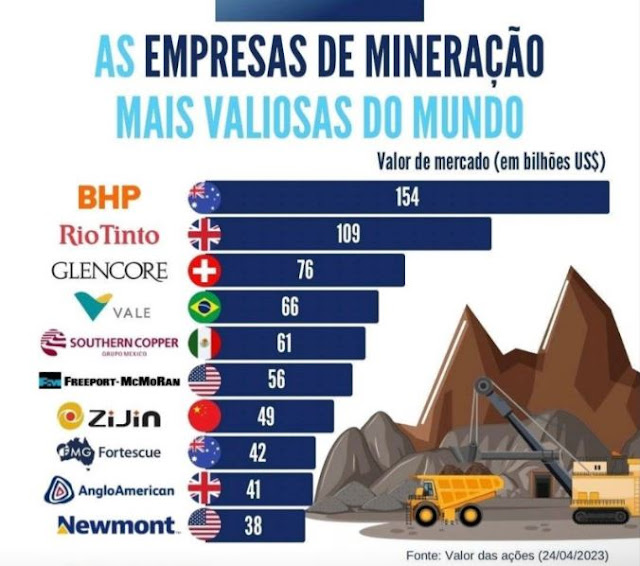 AS EMPRESAS DE MINERAÇÃO
MAIS VALIOSAS DO MUNDO
Valor de mercado (em bilhões US$)
BHP 154
RioTinto 109
GLENCORE 76
VALE 66
SOUTHERN COPPER 61
GRUPO MEXICO
FCX FREEPORT-MCMORAN 56
ZIJIN 49
FMG Fortescue 42
AngloAmerican 41
Newmont 38
Fonte: Valor das ações (24/04/2023)